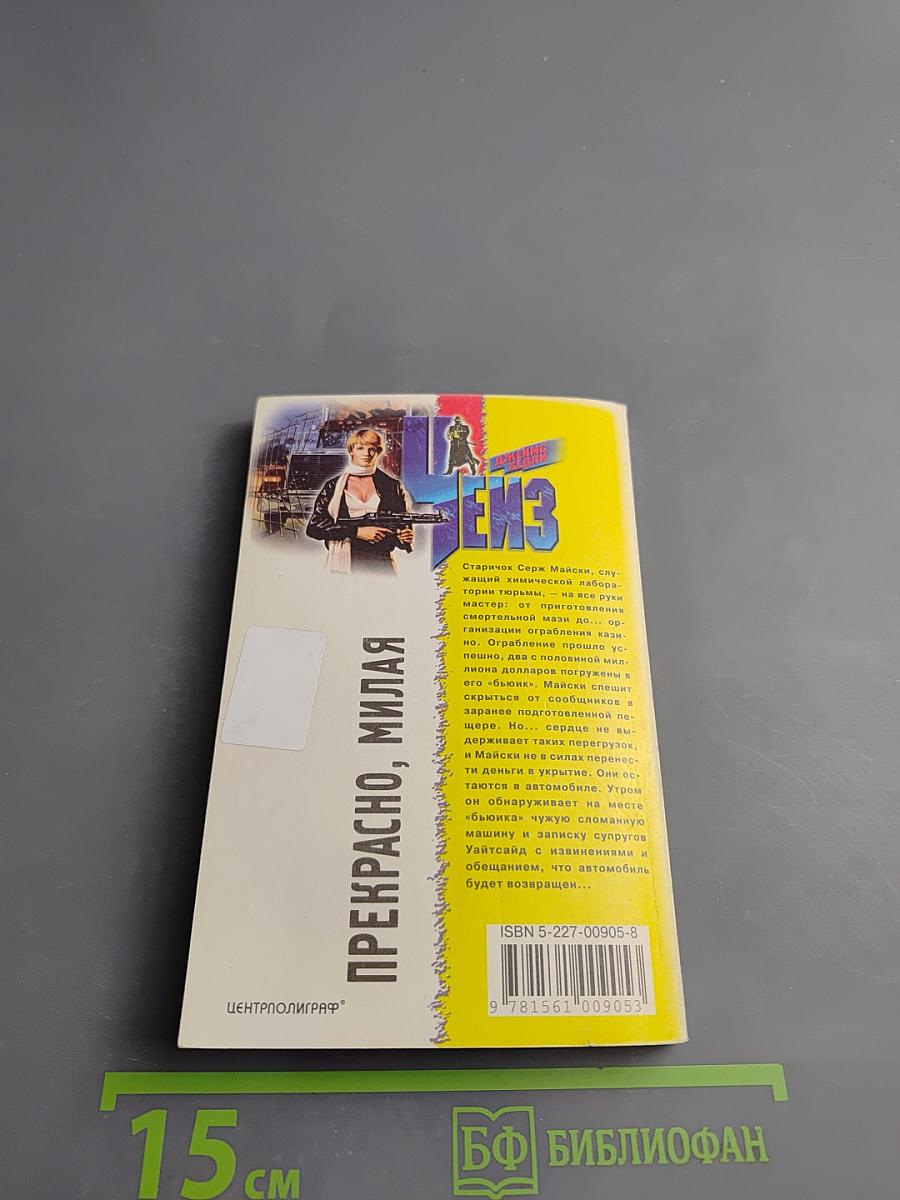 ДЖЕЙМС
ХЕДЛИ
ЧЕЙЗ
Старичок Серж Майски, слу-
жащий химической лабора-
тории тюрьмы, — на все руки
мастер: от приготовления
смертельной мази до... ор-
ганизации ограбления кази-
но. Ограбление прошло ус-
пешно, два с половиной мил-
лиона долларов погружены в
его «бьюик». Майски спешит
скрыться от сообщников в
заранее подготовленной пе-
щере. Но... сердце не вы-
держивает таких перегрузок,
и Майски не в силах перенес-
ти деньги в укрытие. Они ос-
таются в автомобиле. Утром
он обнаруживает на месте
«бьюика» чужую сломанную
машину и записку супругов
Уайтсайд с извинениями и
обещанием, что автомобиль
будет возвращен...
ПРЕКРАСНО, МИЛАЯ
ЦЕНТРПОЛИГРАФ®
ISBN 5-227-00905-8
9 781561 009053
15 см
БФ БИБЛИОФАН